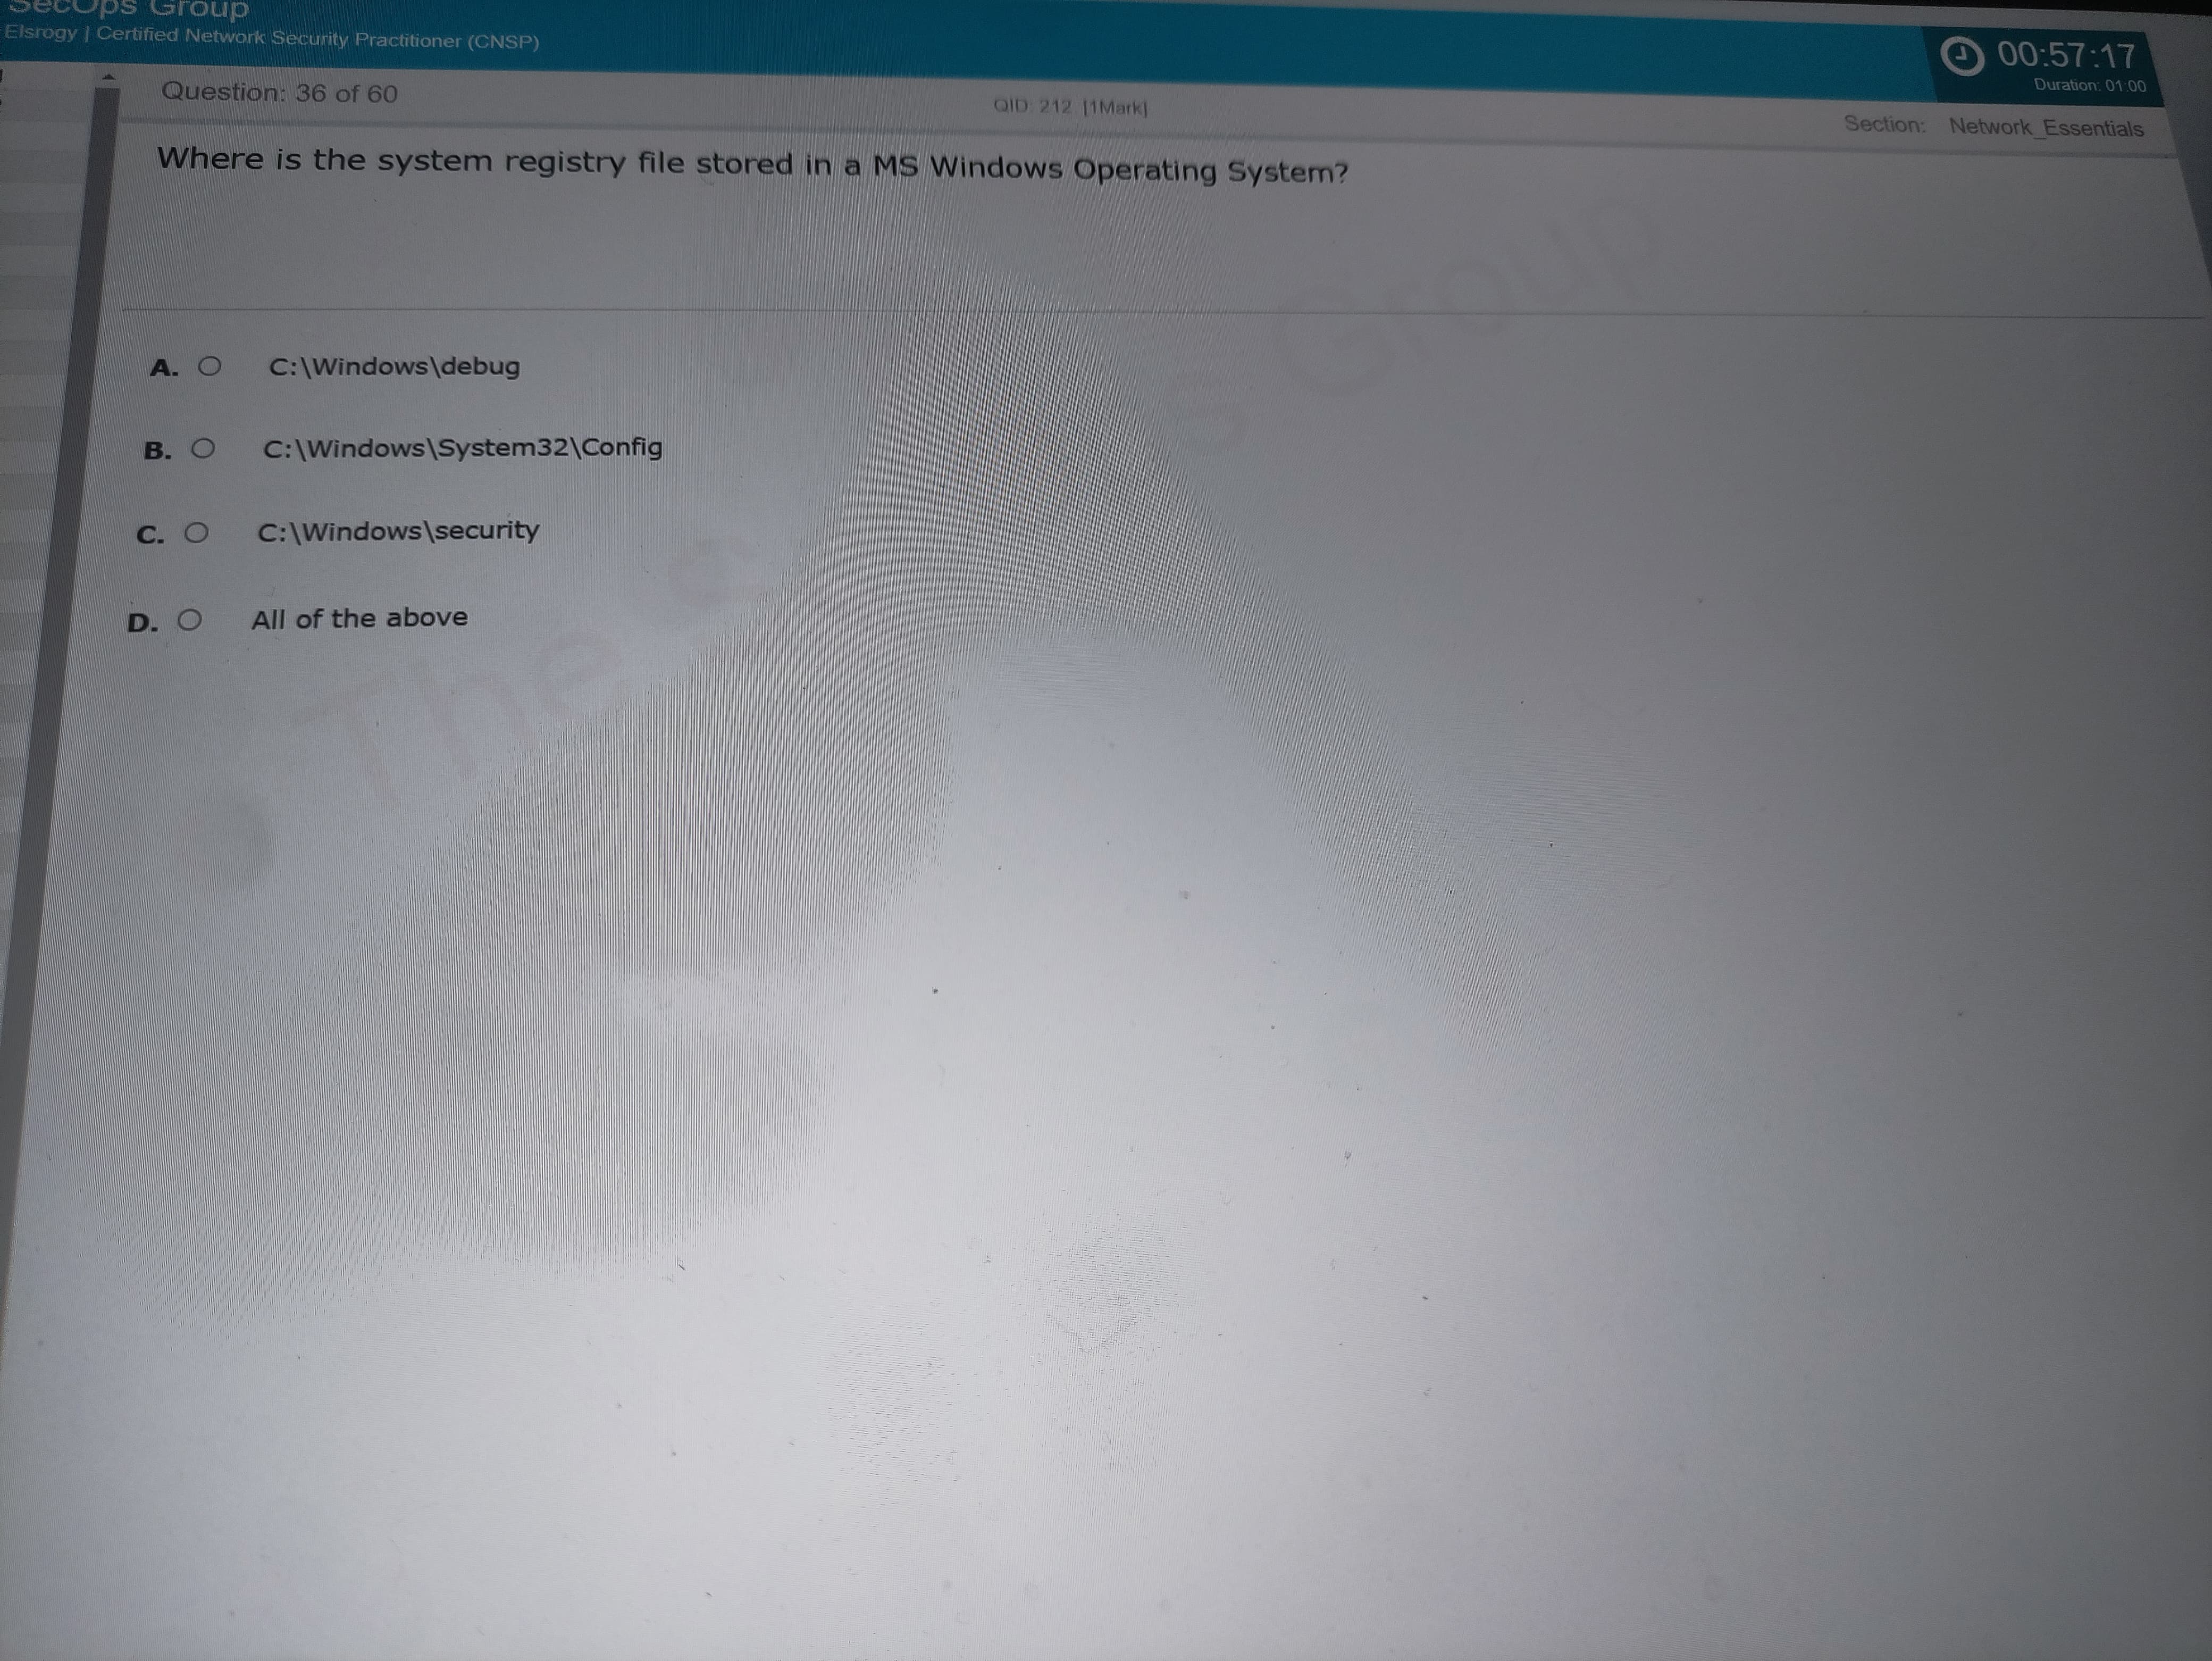 SecOps Group
Elsrogy | Certified Network Security Practitioner (CNSP)
00:57:17
Duration: 01:00
Question: 36 of 60
QID: 212 [1Mark]
Section: Network_Essentials
Where is the system registry file stored in a MS Windows Operating System?
A. C:\Windows\debug
B. C:\Windows\System32\Config
C. C:\Windows\security
D. All of the above
The
s Group